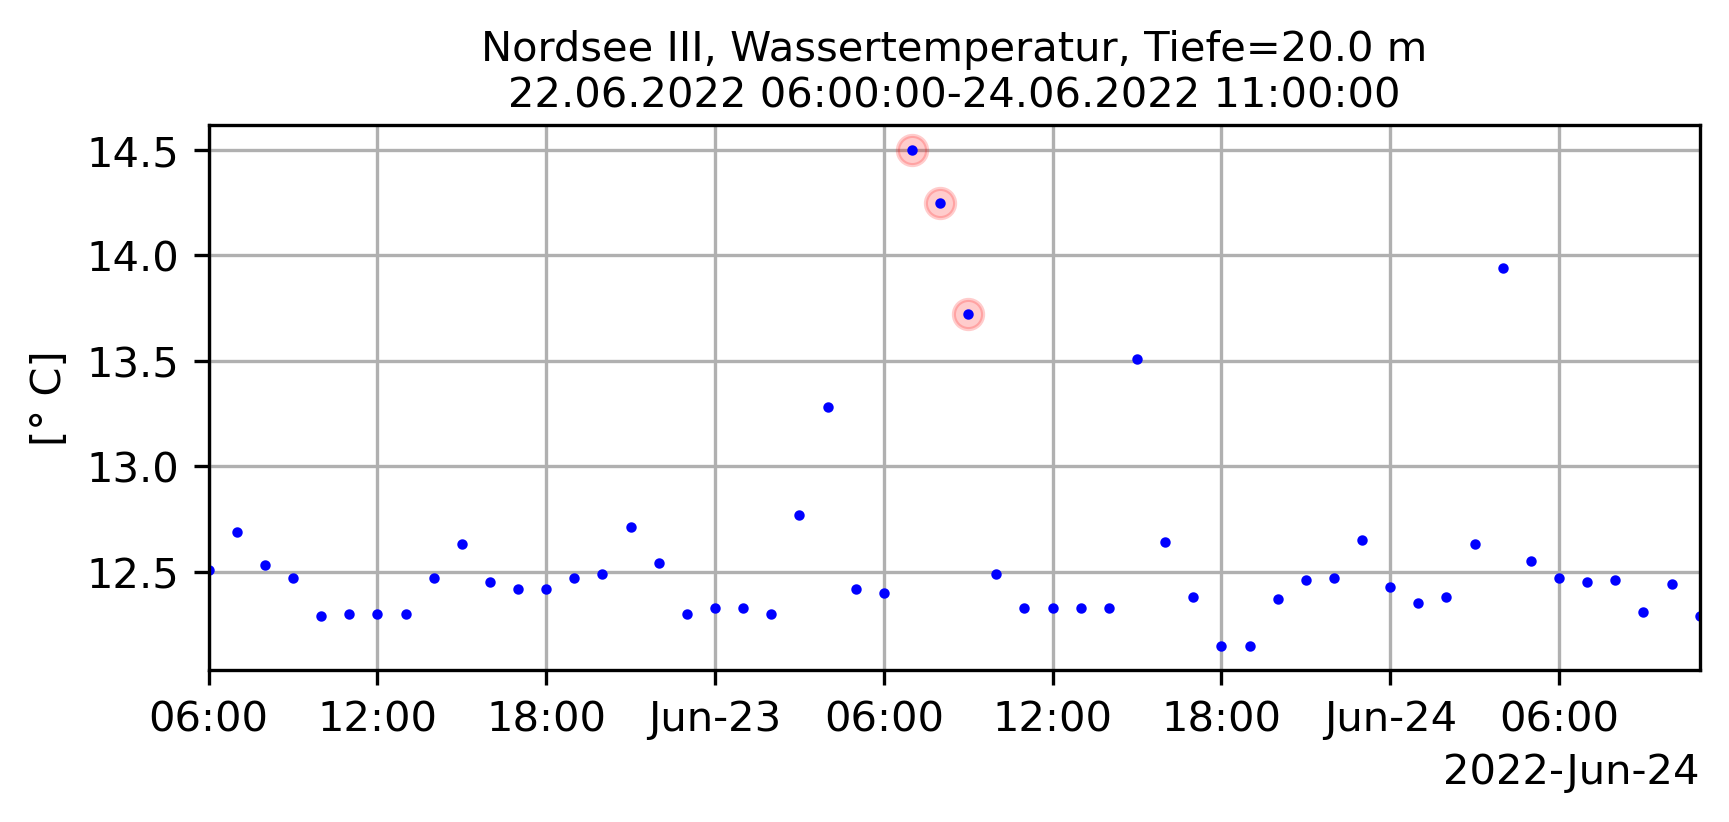 Nordsee III, Wassertemperatur, Tiefe=20.0 m
22.06.2022 06:00:00-24.06.2022 11:00:00
14.5
14.0
13.5
13.0
12.5
[° C]
06:00 12:00 18:00 Jun-23 06:00 12:00 18:00 Jun-24 06:00
2022-Jun-24